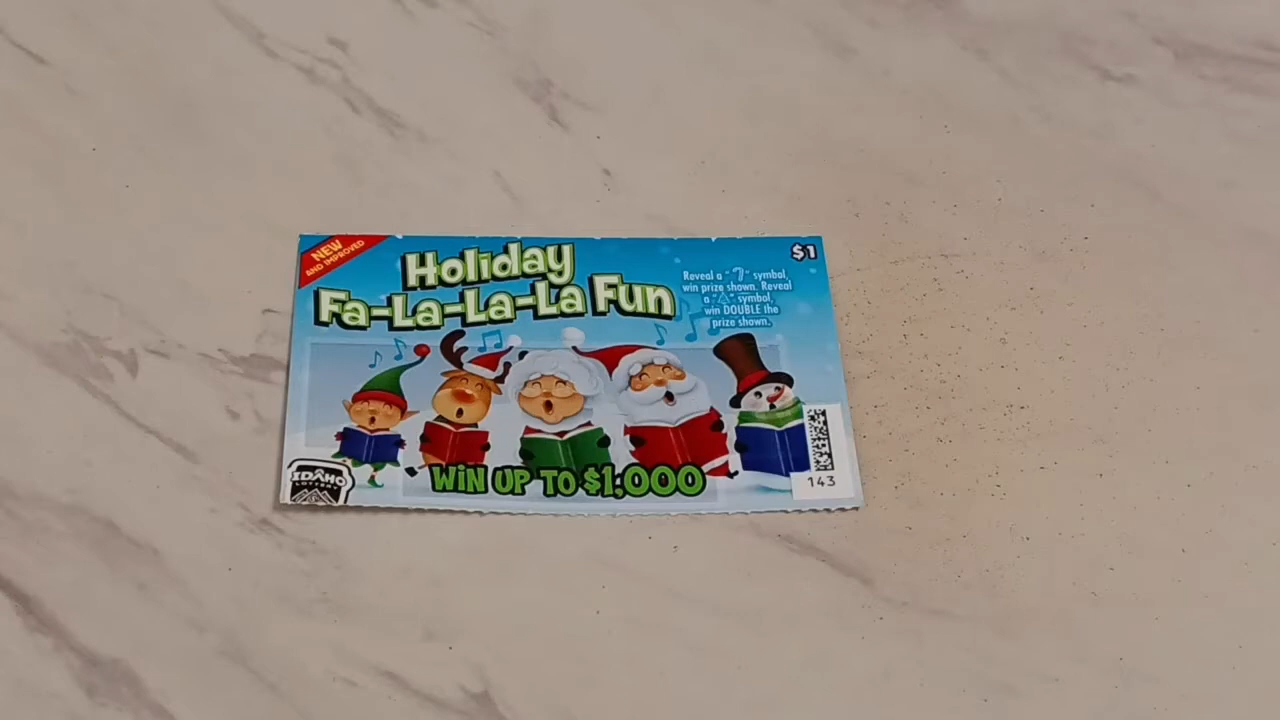 NEW
AND IMPROVED
Holiday
Fa-La-La-La Fun
$1
Reveal a " " symbol,
win prize shown. Reveal
a " " symbol,
win DOUBLE the
prize shown.
WIN UP TO $1,000
IDAHO
LOTTERY
143